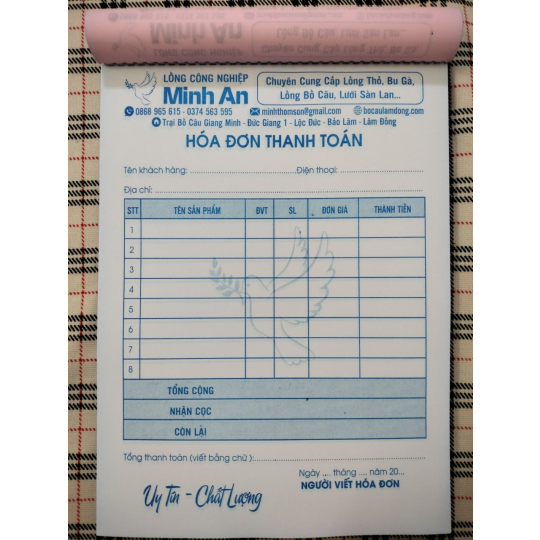 Minh An
LỒNG CÔNG NGHIỆP
Minh An
Chuyên Cung Cấp Lồng Thỏ, Bu Gà,
Lồng Bồ Câu, Lưới Sàn Lan...
0868 965 615 - 0374 563 595 minhthomson@gmail.com bocaulamdong.com
Trại Bồ Câu Giang Minh - Đức Giang 1 - Lộc Đức - Bảo Lâm - Lâm Đồng
HÓA ĐƠN THANH TOÁN
Tên khách hàng: Điện thoại:
Địa chỉ:
STT TÊN SẢN PHẨM ĐVT SL ĐƠN GIÁ THÀNH TIỀN
1
2
3
4
5
6
7
8
TỔNG CỘNG
NHẬN CỌC
CÒN LẠI
Tổng thanh toán (viết bằng chữ):
Ngày .... tháng .... năm 20...
NGƯỜI VIẾT HÓA ĐƠN
Uy Tín - Chất Lượng